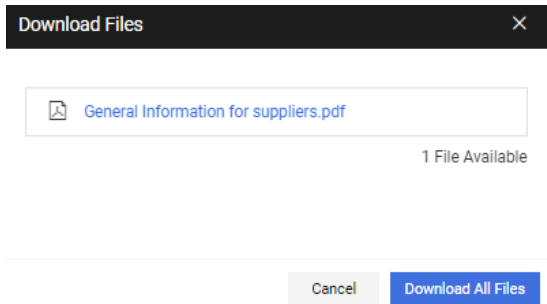 Download Files
General Information for suppliers.pdf
1 File Available
Cancel
Download All Files